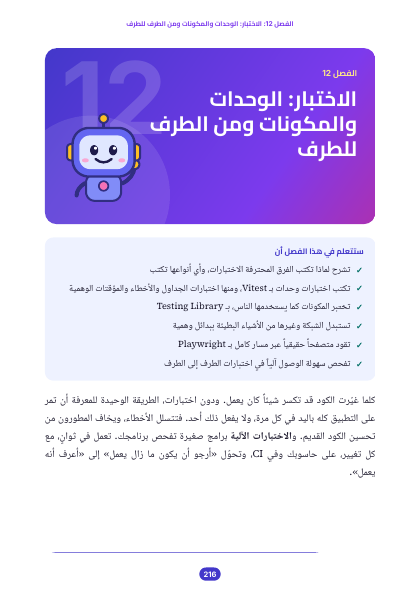 الفصل 12: الاختبار: الوحدات والمكونات ومن الطرف للطرف
12
الفصل 12
الاختبار: الوحدات
والمكونات ومن الطرف
للطرف
ستتعلم في هذا الفصل أن
✓ تشرح لماذا تكتب الفرق المحترفة الاختبارات، وأي أنواعها تكتب
✓ تكتب اختبارات وحدات بـ Vitest، ومنها اختبارات الجداول والأخطاء والمؤقتات الوهمية
✓ تختبر المكونات كما يستخدمها الناس، بـ Testing Library
✓ تستبدل الشبكة وغيرها من الأشياء البطيئة ببدائل وهمية
✓ تقود متصفحاً حقيقياً عبر مسار كامل بـ Playwright
✓ تفحص سهولة الوصول آلياً في اختبارات الطرف إلى الطرف
كلما غيّرت الكود قد تكسر شيئاً كان يعمل. ودون اختبارات، الطريقة الوحيدة للمعرفة أن تمر
على التطبيق كله باليد في كل مرة، ولا يفعل ذلك أحد. فتتسلل الأخطاء، ويخاف المطورون من
تحسين الكود القديم. والاختبارات الآلية برامج صغيرة تفحص برنامجك. تعمل في ثوانٍ، مع
كل تغيير، على حاسوبك وفي CI، وتحوّل «أرجو أن يكون ما زال يعمل» إلى «أعرف أنه
يعمل».
216